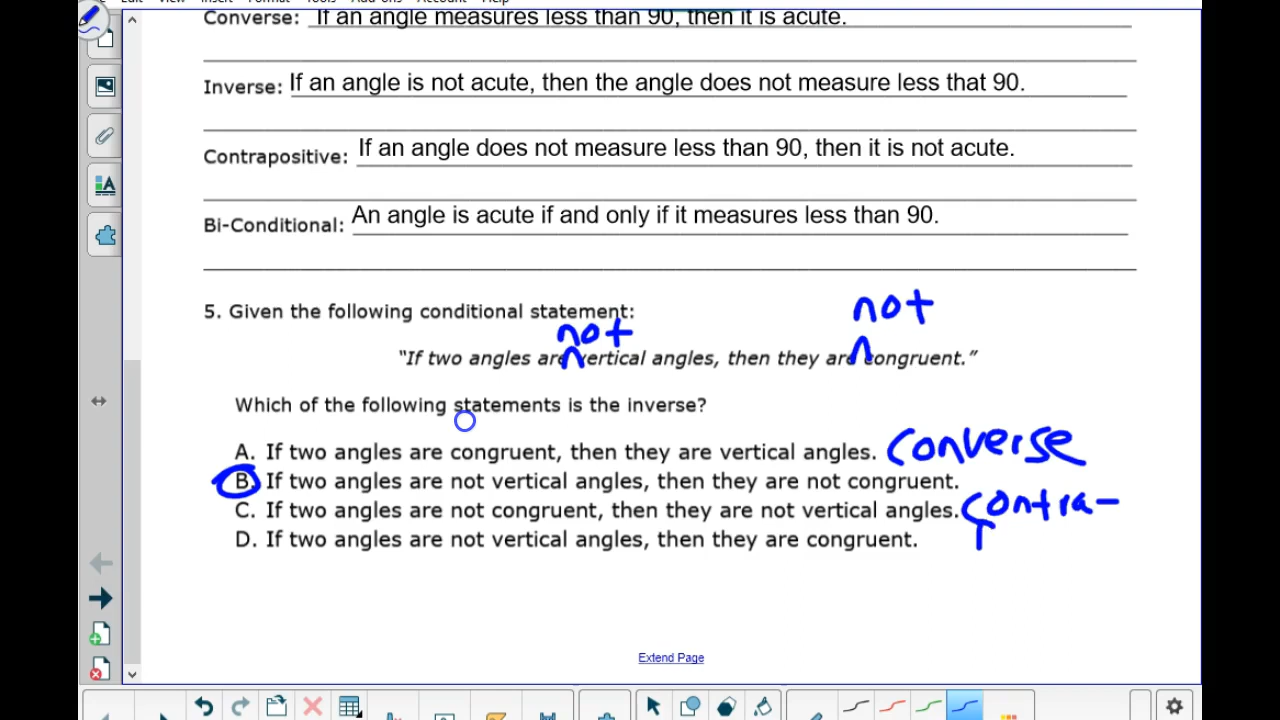 Converse: If an angle measures less than 90, then it is acute.
Inverse: If an angle is not acute, then the angle does not measure less that 90.
Contrapositive: If an angle does not measure less than 90, then it is not acute.
Bi-Conditional: An angle is acute if and only if it measures less than 90.
5. Given the following conditional statement:
not not
"If two angles are vertical angles, then they are congruent."
Which of the following statements is the inverse?
A. If two angles are congruent, then they are vertical angles. Converse
B. If two angles are not vertical angles, then they are not congruent.
C. If two angles are not congruent, then they are not vertical angles. Contra-
D. If two angles are not vertical angles, then they are congruent.
Extend Page